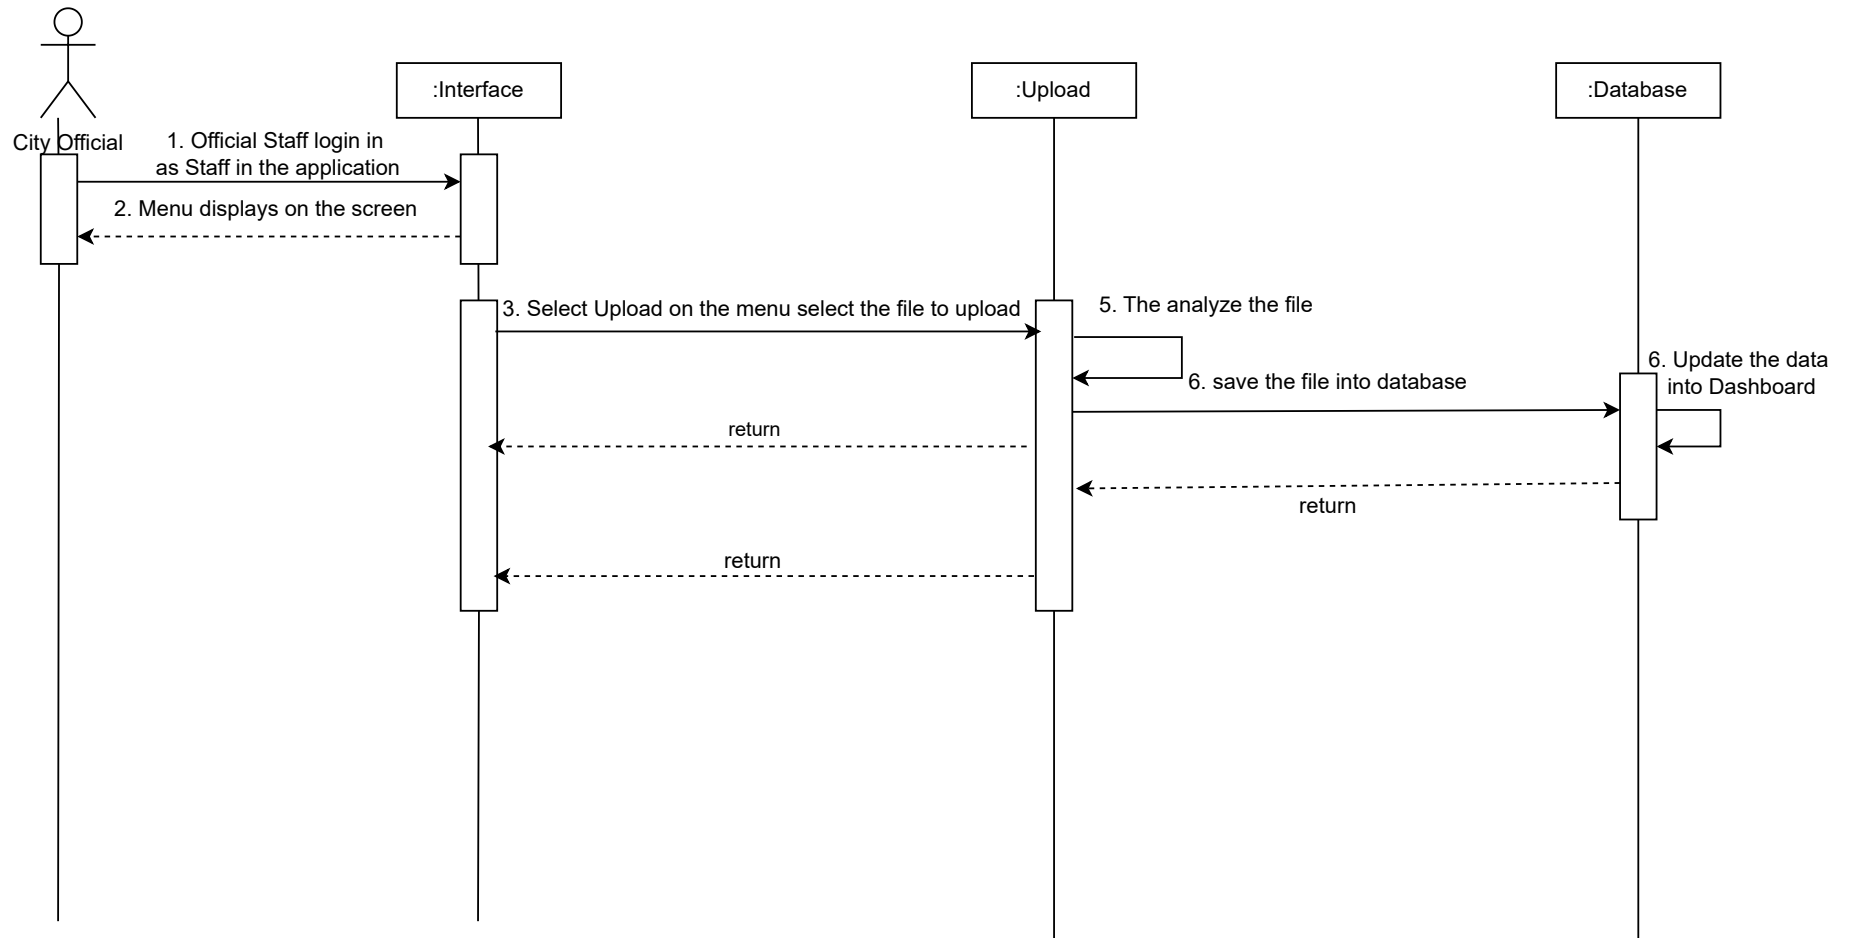 :Interface
:Upload
:Database
City Official
1. Official Staff login in
as Staff in the application
2. Menu displays on the screen
3. Select Upload on the menu select the file to upload
5. The analyze the file
6. Update the data
into Dashboard
6. save the file into database
return
return
return